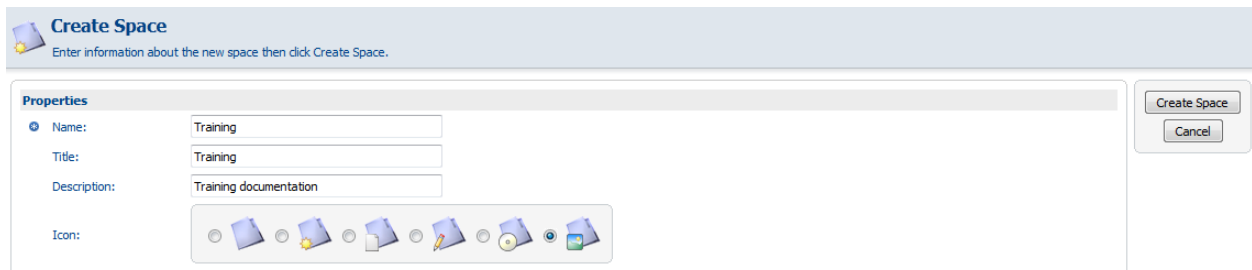 Create Space
Enter information about the new space then click Create Space.
Properties
Create Space
Name: Training
Cancel
Title: Training
Description: Training documentation
Icon: